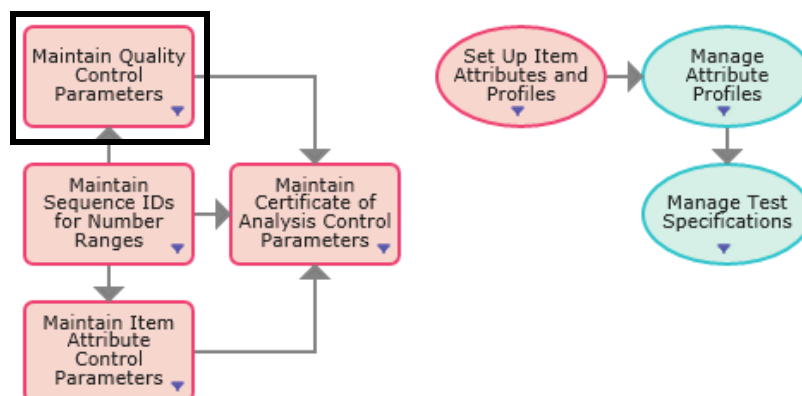 Maintain Quality
Control
Parameters
Set Up Item
Attributes and
Profiles
Manage
Attribute
Profiles
Maintain
Sequence IDs
for Number
Ranges
Maintain
Certificate of
Analysis Control
Parameters
Manage Test
Specifications
Maintain Item
Attribute
Control
Parameters